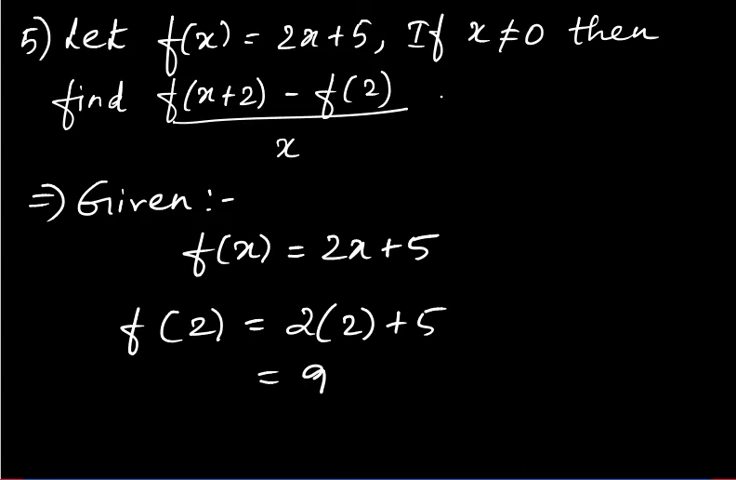 5) Let f(x) = 2x+5, If x≠0 then
find f(x+2) - f(2)
x
⇒) Given :-
f(x) = 2x+5
f(2) = 2(2)+5
= 9